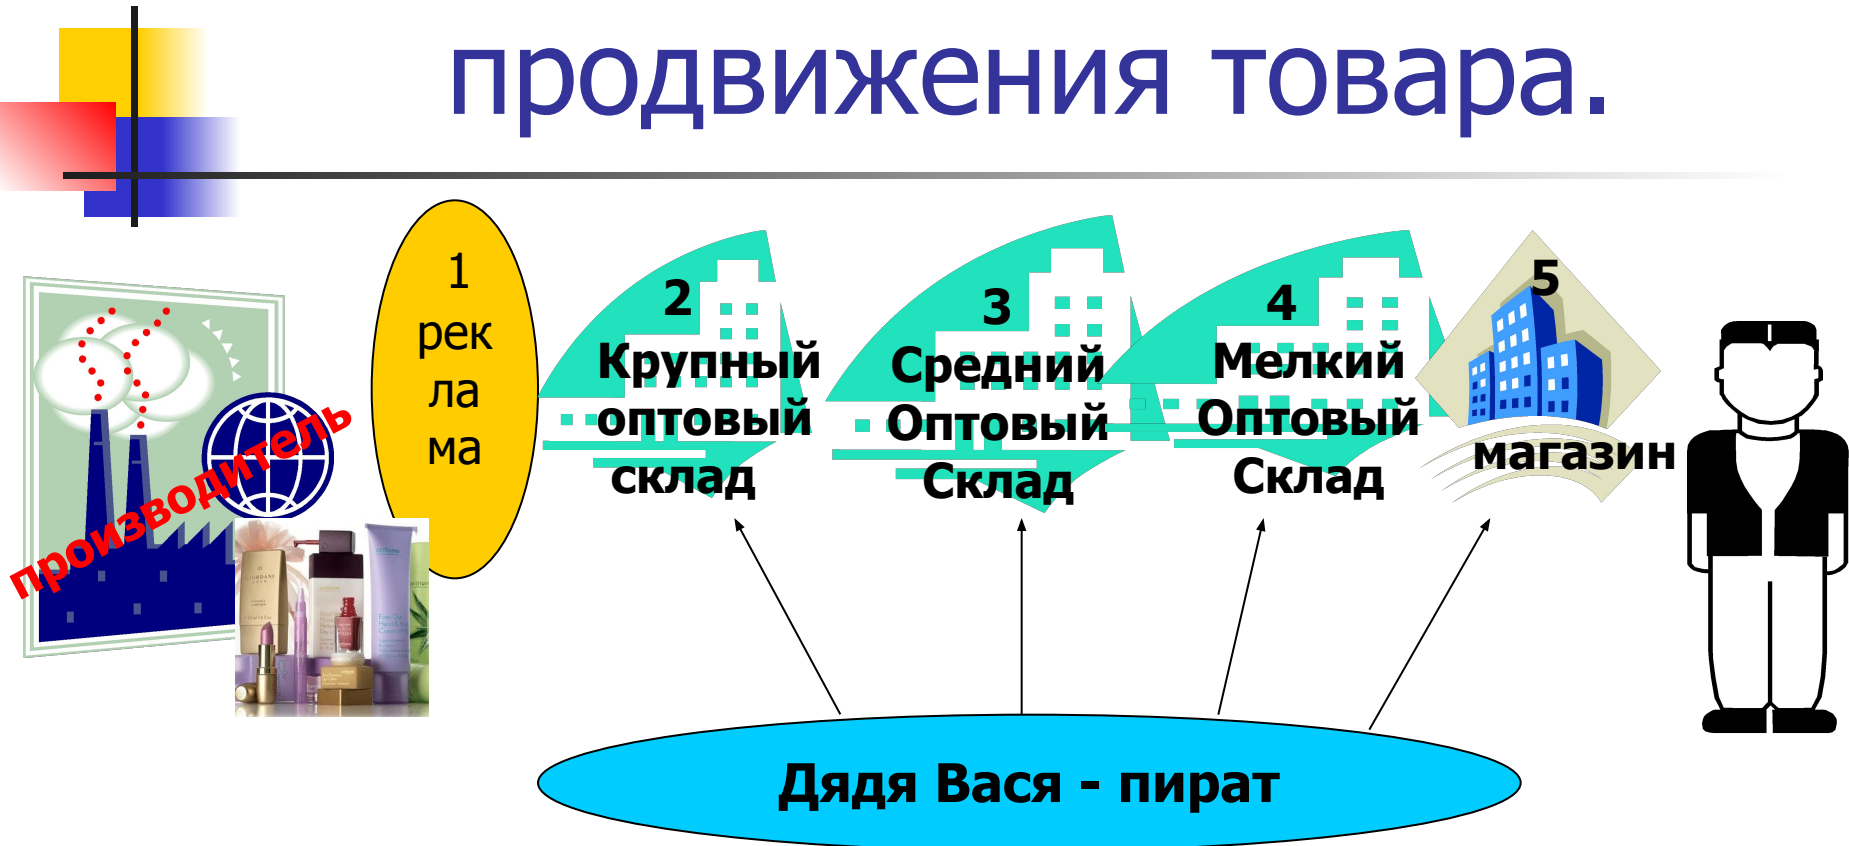 продвижения товара.
1
рек
ла
ма
2
Крупный
оптовый
склад
3
Средний
Оптовый
Склад
4
Мелкий
Оптовый
Склад
5
магазин
производитель
Дядя Вася - пират